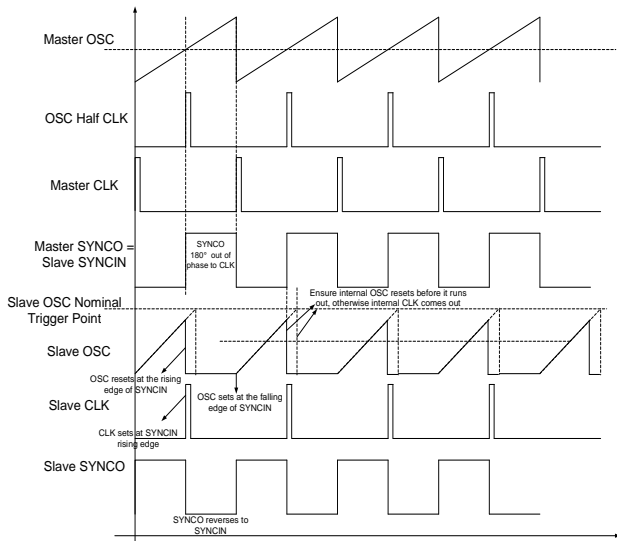 Master OSC
OSC Half CLK
Master CLK
Master SYNCO =
Slave SYNCIN
SYNCO
180° out of
phase to CLK
Ensure internal OSC resets before it runs
out, otherwise internal CLK comes out
Slave OSC Nominal
Trigger Point
Slave OSC
OSC resets at the rising
edge of SYNCIN
OSC sets at the falling
edge of SYNCIN
Slave CLK
CLK sets at SYNCIN
rising edge
Slave SYNCO
SYNCO reverses to
SYNCIN